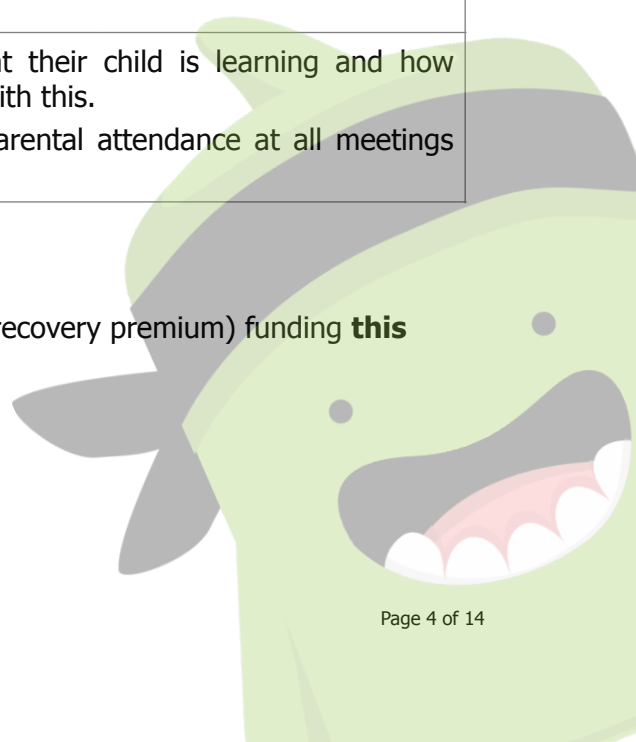 t their child is learning and how
ith this.
arental attendance at all meetings
recovery premium) funding this
Page 4 of 14